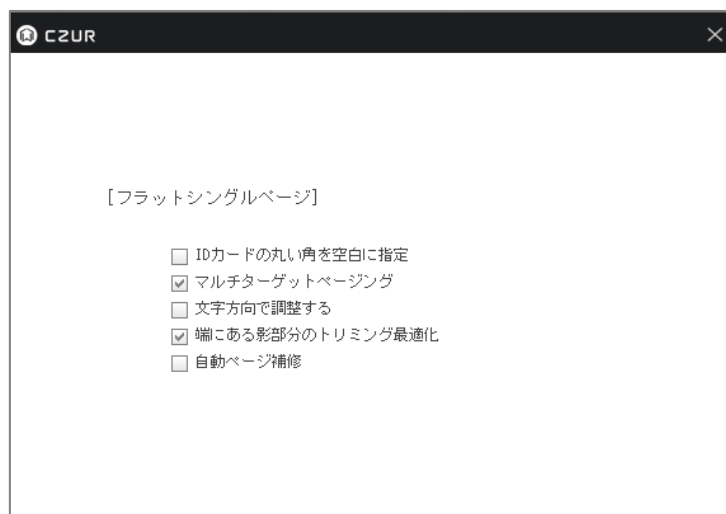 CZUR
[フラットシングルページ]
IDカードの丸い角を空白に指定
マルチターゲットページング
文字方向で調整する
端にある影部分のトリミング最適化
自動ページ補修